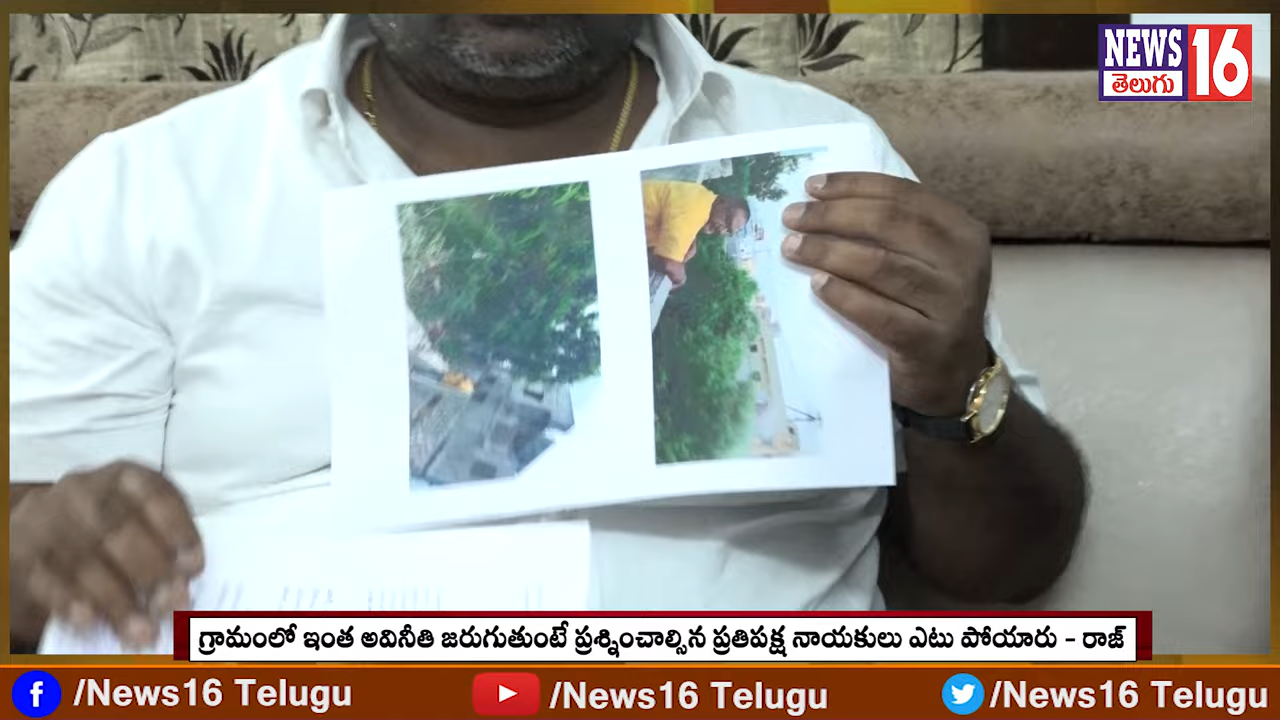 NEWS 16
తెలుగు
గ్రామంలో ఇంత అవినీతి జరుగుతుంటే ప్రశ్నించాల్సిన ప్రతిపక్ష నాయకులు ఎటు పోయారు - రాజ్
/News16 Telugu /News16 Telugu /News16 Telugu